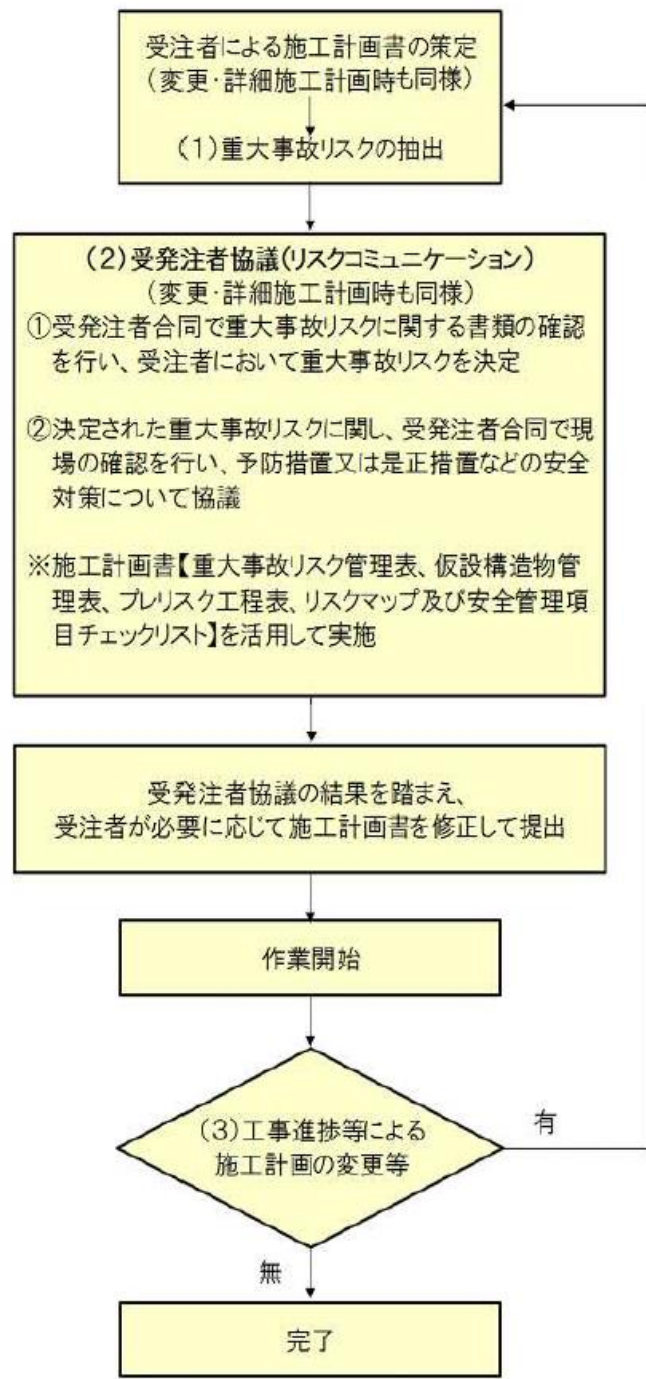 受注者による施工計画書の策定
(変更・詳細施工計画時も同様)
(1)重大事故リスクの抽出
(2)受発注者協議(リスクコミュニケーション)
(変更・詳細施工計画時も同様)
①受発注者合同で重大事故リスクに関する書類の確認
を行い、受注者において重大事故リスクを決定
②決定された重大事故リスクに関し、受発注者合同で現
場の確認を行い、予防措置又は是正措置などの安全
対策について協議
※施工計画書【重大事故リスク管理表、仮設構造物管
理表、プレリスク工程表、リスクマップ及び安全管理項
目チェックリスト】を活用して実施
受発注者協議の結果を踏まえ、
受注者が必要に応じて施工計画書を修正して提出
作業開始
(3)工事進捗等による
施工計画の変更等
有
無
完了